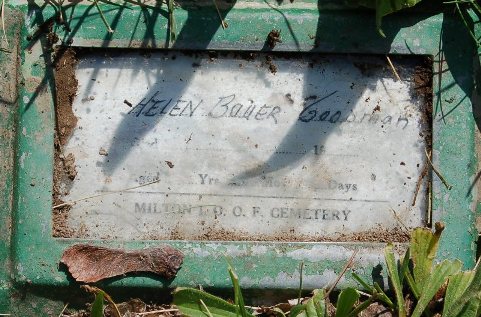 HELEN BAUER GOODMAN
19
Yrs. Mos. Days
MILTON I. O. O. F. CEMETERY